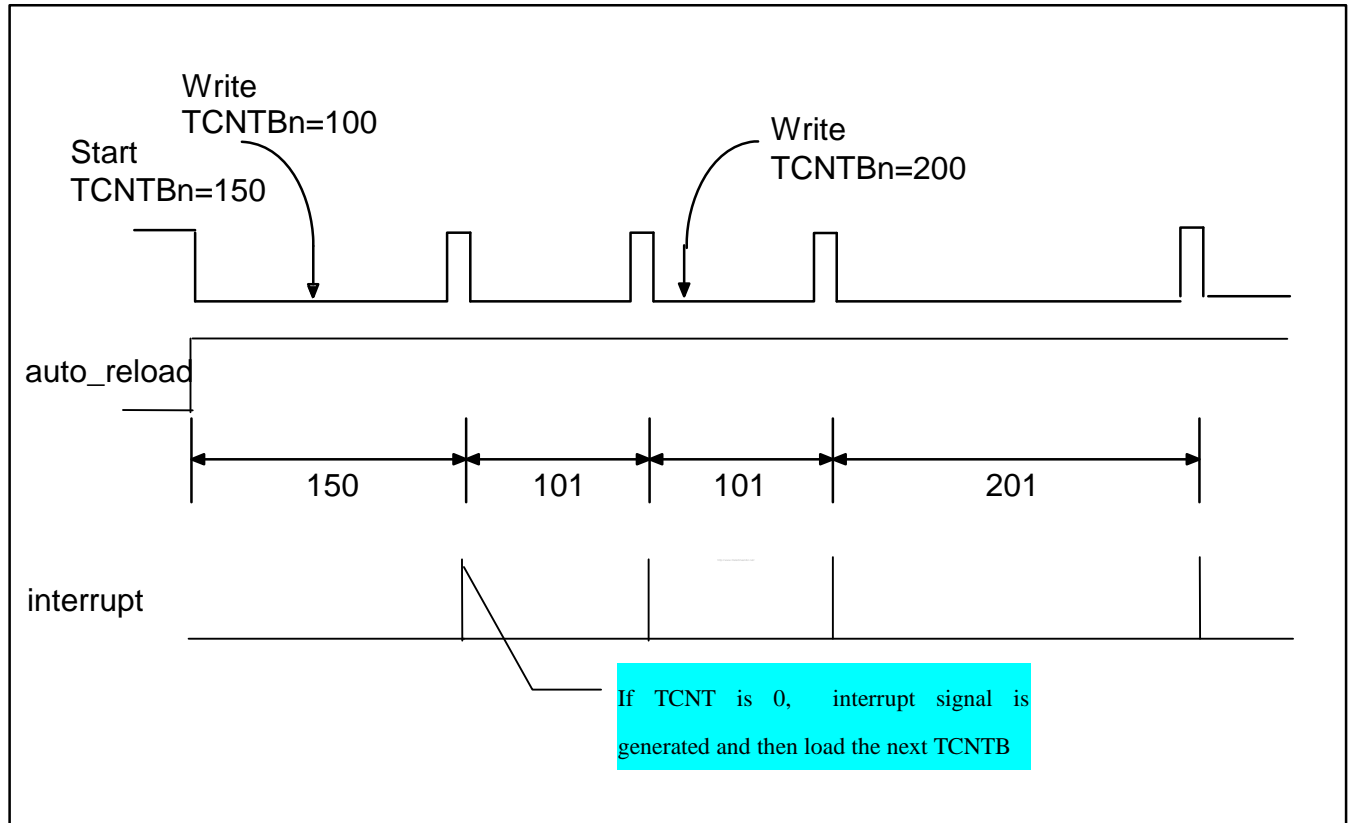 Write
TCNTBn=100
Start
TCNTBn=150
Write
TCNTBn=200
auto_reload
150
101
101
201
interrupt
If TCNT is 0, interrupt signal is
generated and then load the next TCNTB